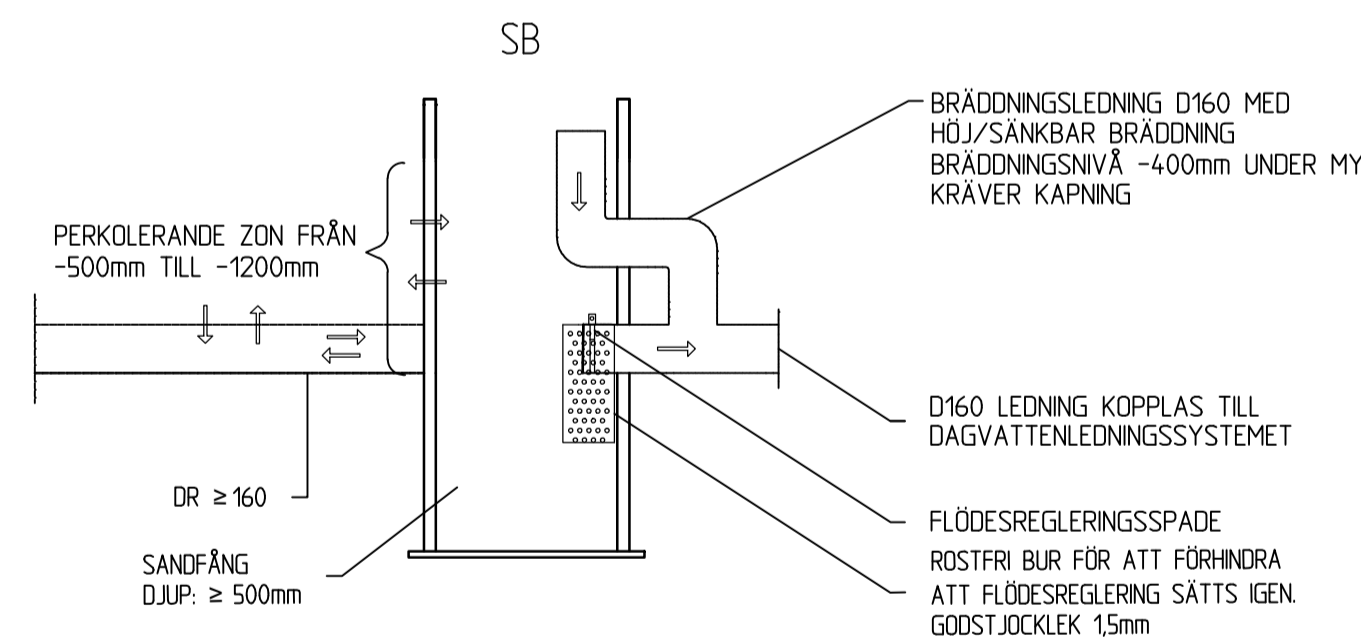 SB
BRÄDDNINGSLEDNING D160 MED
HÖJ/SÄNKBAR BRÄDDNING
BRÄDDNINGSNIVÅ -400mm UNDER MY
KRÄVER KAPNING
PERKOLERANDE ZON FRÅN
-500mm TILL -1200mm
D160 LEDNING KOPPLAS TILL
DAGVATTENLEDNINGSSYSTEMET
DR ≥160
FLÖDESREGLERINGSSPADE
SANDFÅNG
DJUP: ≥ 500mm
ROSTFRI BUR FÖR ATT FÖRHINDRA
ATT FLÖDESREGLERING SÄTTS IGEN.
GODSTJOCKLEK 1,5mm